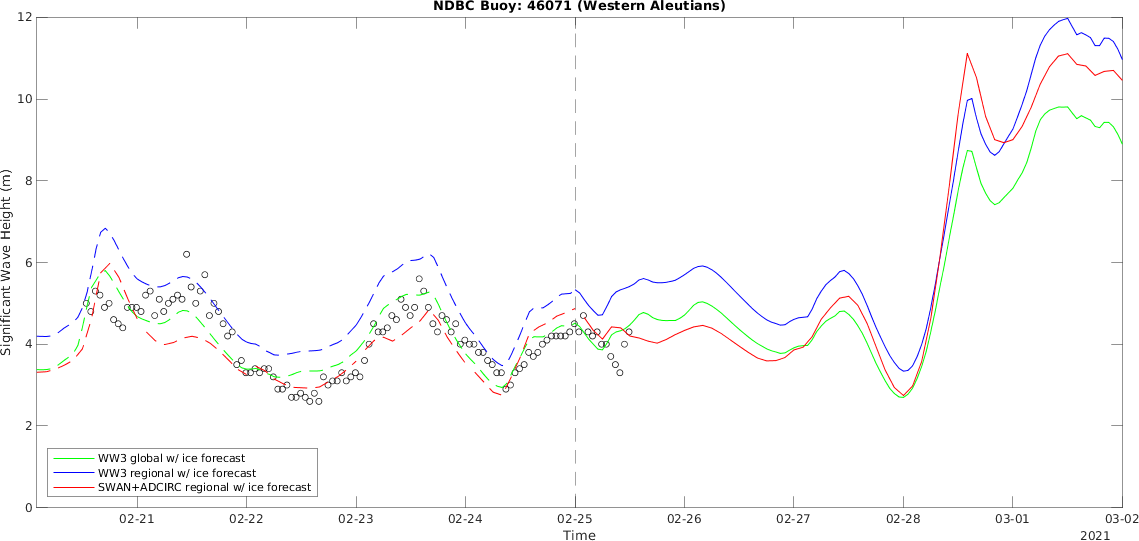 NDBC Buoy: 46071 (Western Aleutians)
12
10
8
6
4
2
0
Significant Wave Height (m)
WW3 global w/ ice forecast
WW3 regional w/ ice forecast
SWAN+ADCIRC regional w/ ice forecast
02-21 02-22 02-23 02-24 02-25 02-26 02-27 02-28 03-01 03-02
Time
2021